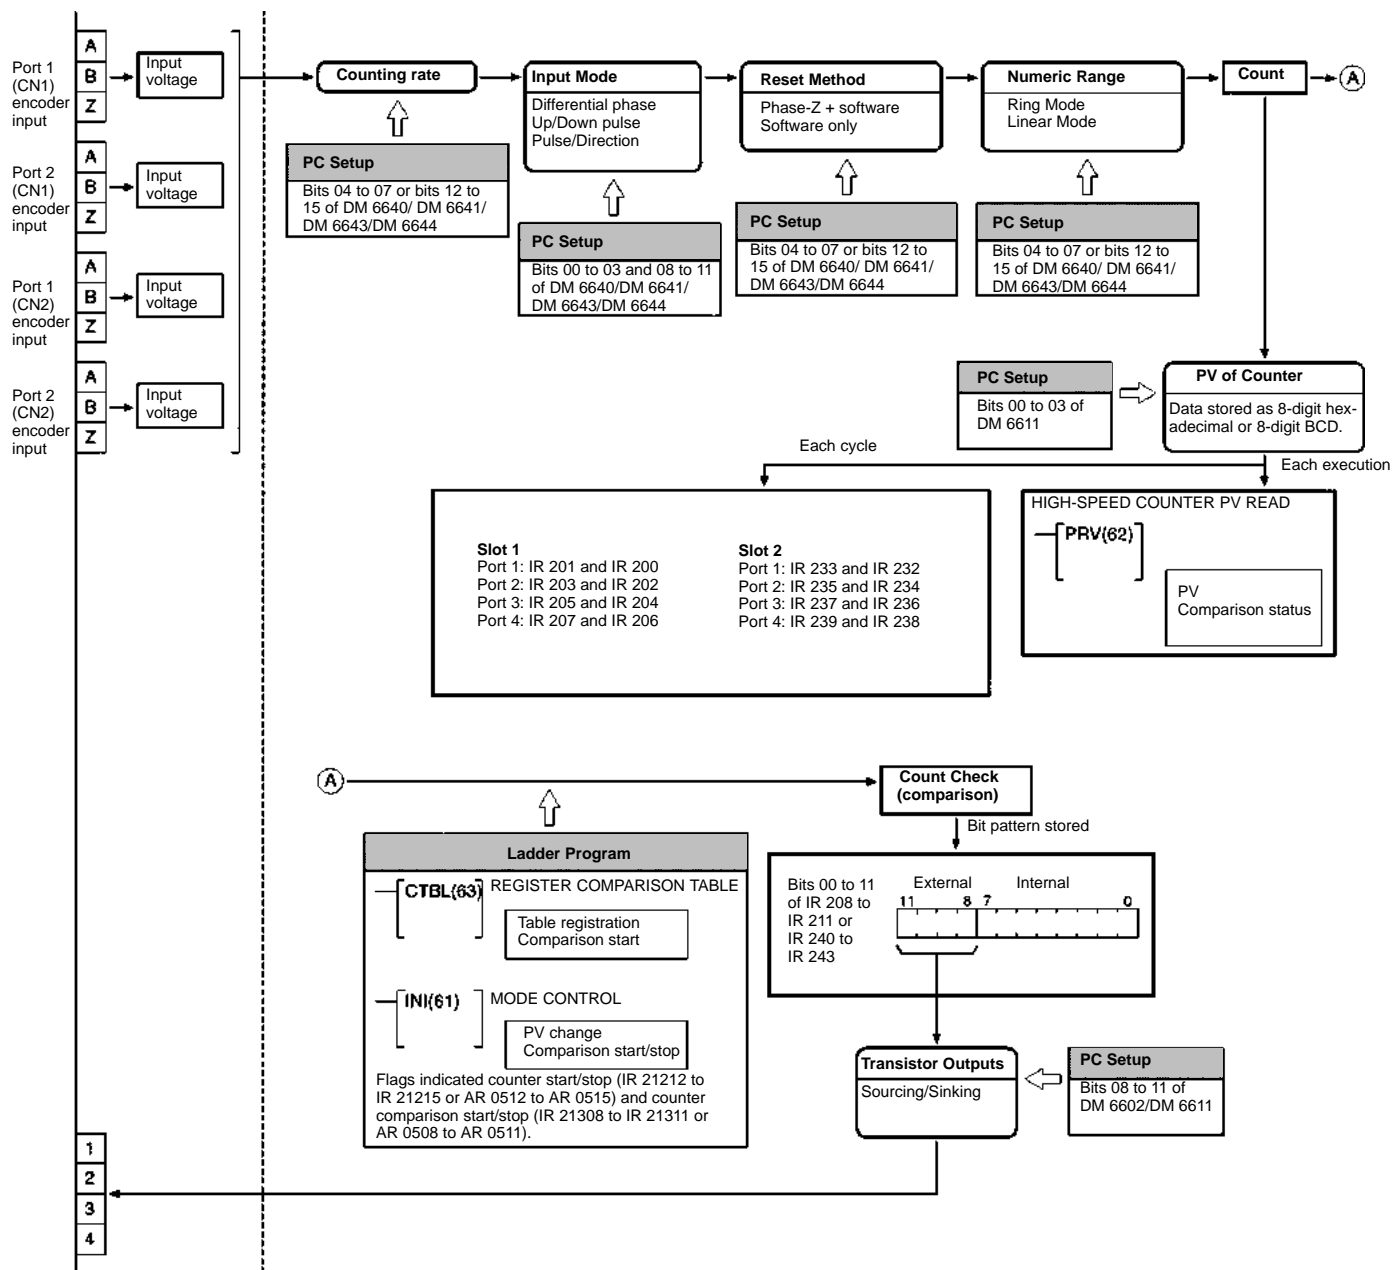 Port 1
(CN1)
encoder
input
A
B
Z
Input
voltage
Port 2
(CN1)
encoder
input
A
B
Z
Input
voltage
Port 1
(CN2)
encoder
input
A
B
Z
Input
voltage
Port 2
(CN2)
encoder
input
A
B
Z
Input
voltage
Counting rate
PC Setup
Bits 04 to 07 or bits 12 to
15 of DM 6640/ DM 6641/
DM 6643/DM 6644
Input Mode
Differential phase
Up/Down pulse
Pulse/Direction
PC Setup
Bits 00 to 03 and 08 to 11
of DM 6640/DM 6641/
DM 6643/DM 6644
Reset Method
Phase-Z + software
Software only
PC Setup
Bits 04 to 07 or bits 12 to
15 of DM 6640/ DM 6641/
DM 6643/DM 6644
Numeric Range
Ring Mode
Linear Mode
PC Setup
Bits 04 to 07 or bits 12 to
15 of DM 6640/ DM 6641/
DM 6643/DM 6644
Count
A
PC Setup
Bits 00 to 03 of
DM 6611
PV of Counter
Data stored as 8-digit hex-
adecimal or 8-digit BCD.
Each cycle
Each execution
Slot 1
Port 1: IR 201 and IR 200
Port 2: IR 203 and IR 202
Port 3: IR 205 and IR 204
Port 4: IR 207 and IR 206
Slot 2
Port 1: IR 233 and IR 232
Port 2: IR 235 and IR 234
Port 3: IR 237 and IR 236
Port 4: IR 239 and IR 238
HIGH-SPEED COUNTER PV READ
PRV(62)
PV
Comparison status
A
Count Check
(comparison)
Bit pattern stored
Ladder Program
CTBL(63) REGISTER COMPARISON TABLE
Table registration
Comparison start
INI(61) MODE CONTROL
PV change
Comparison start/stop
Flags indicated counter start/stop (IR 21212 to
IR 21215 or AR 0512 to AR 0515) and counter
comparison start/stop (IR 21308 to IR 21311 or
AR 0508 to AR 0511).
Bits 00 to 11
of IR 208 to
IR 211 or
IR 240 to
IR 243
External Internal
11 8 7 0
Transistor Outputs
Sourcing/Sinking
PC Setup
Bits 08 to 11 of
DM 6602/DM 6611
1
2
3
4